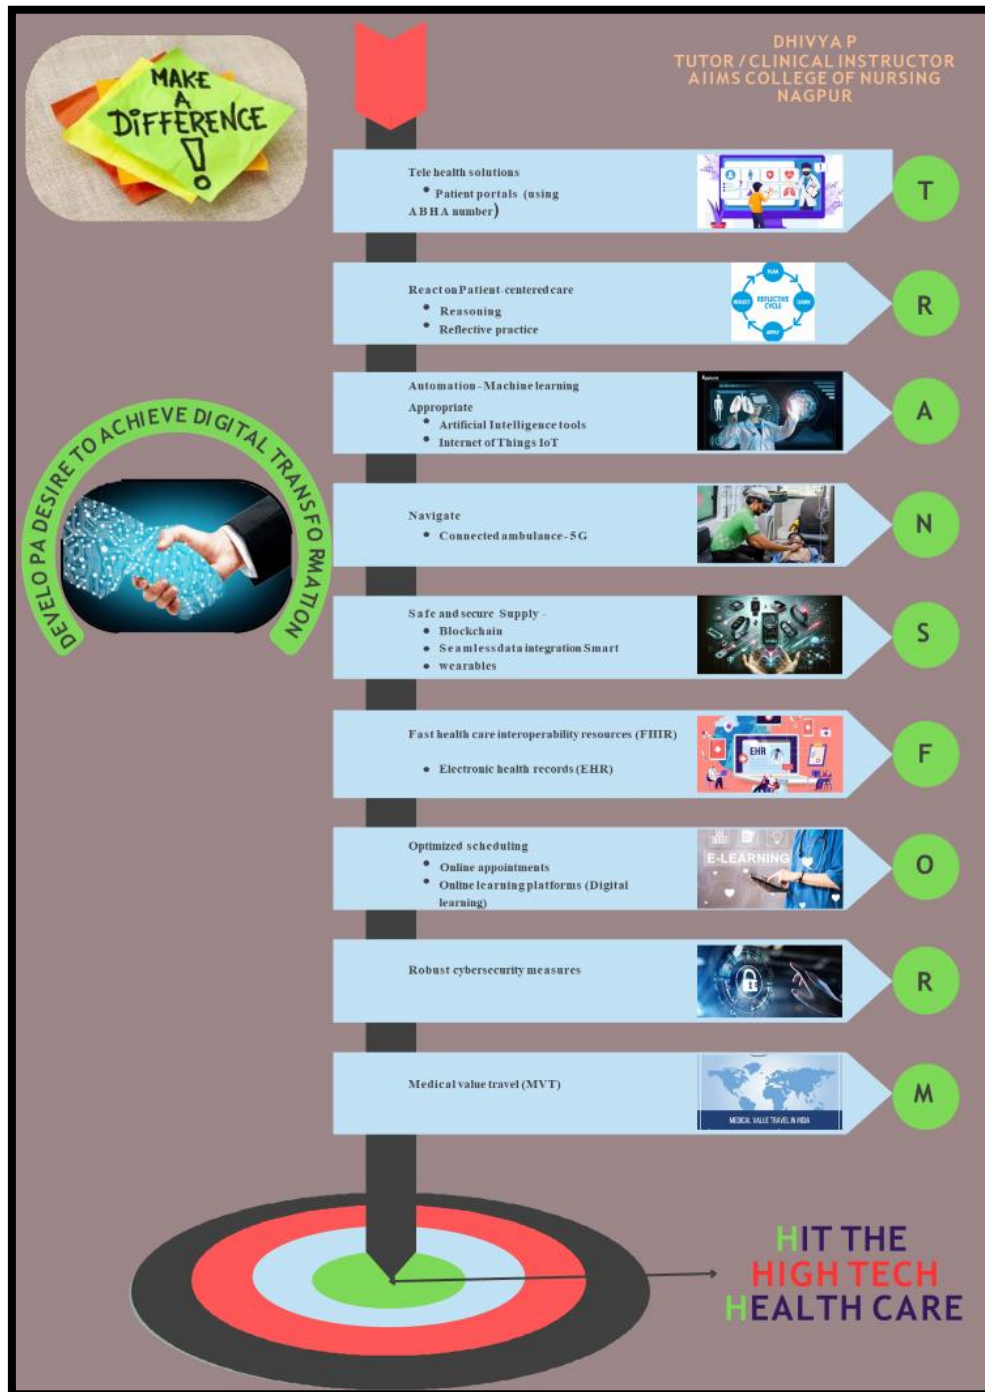 MAKE
A
DiFFERENCE
!
DHIVYA P
TUTOR / CLINICAL INSTRUCTOR
AIIMS COLLEGE OF NURSING
NAGPUR
Tele health solutions
• Patient portals (using
ABHA number)
T
React on Patient-centered care
• Reasoning
• Reflective practice
PLAN
REFLECT
REFLECTIVE
CYCLE
LEARN
APPLY
R
Automation - Machine learning
Appropriate
• Artificial Intelligence tools
• Internet of Things IoT
A
DEVELO P A DESIRE TO ACHIEVE DIGITAL TRANSFO RMATION
Navigate
• Connected ambulance - 5G
N
Safe and secure Supply -
• Blockchain
• Seamless data integration Smart
• wearables
S
Fast health care interoperability resources (FHIR)
• Electronic health records (EHR)
EHR
F
Optimized scheduling
• Online appointments
• Online learning platforms (Digital
learning)
E-LEARNING
O
Robust cybersecurity measures
R
Medical value travel (MVT)
MEDICAL VALUE TRAVEL IN INDIA
M
HIT THE
HIGH TECH
HEALTH CARE